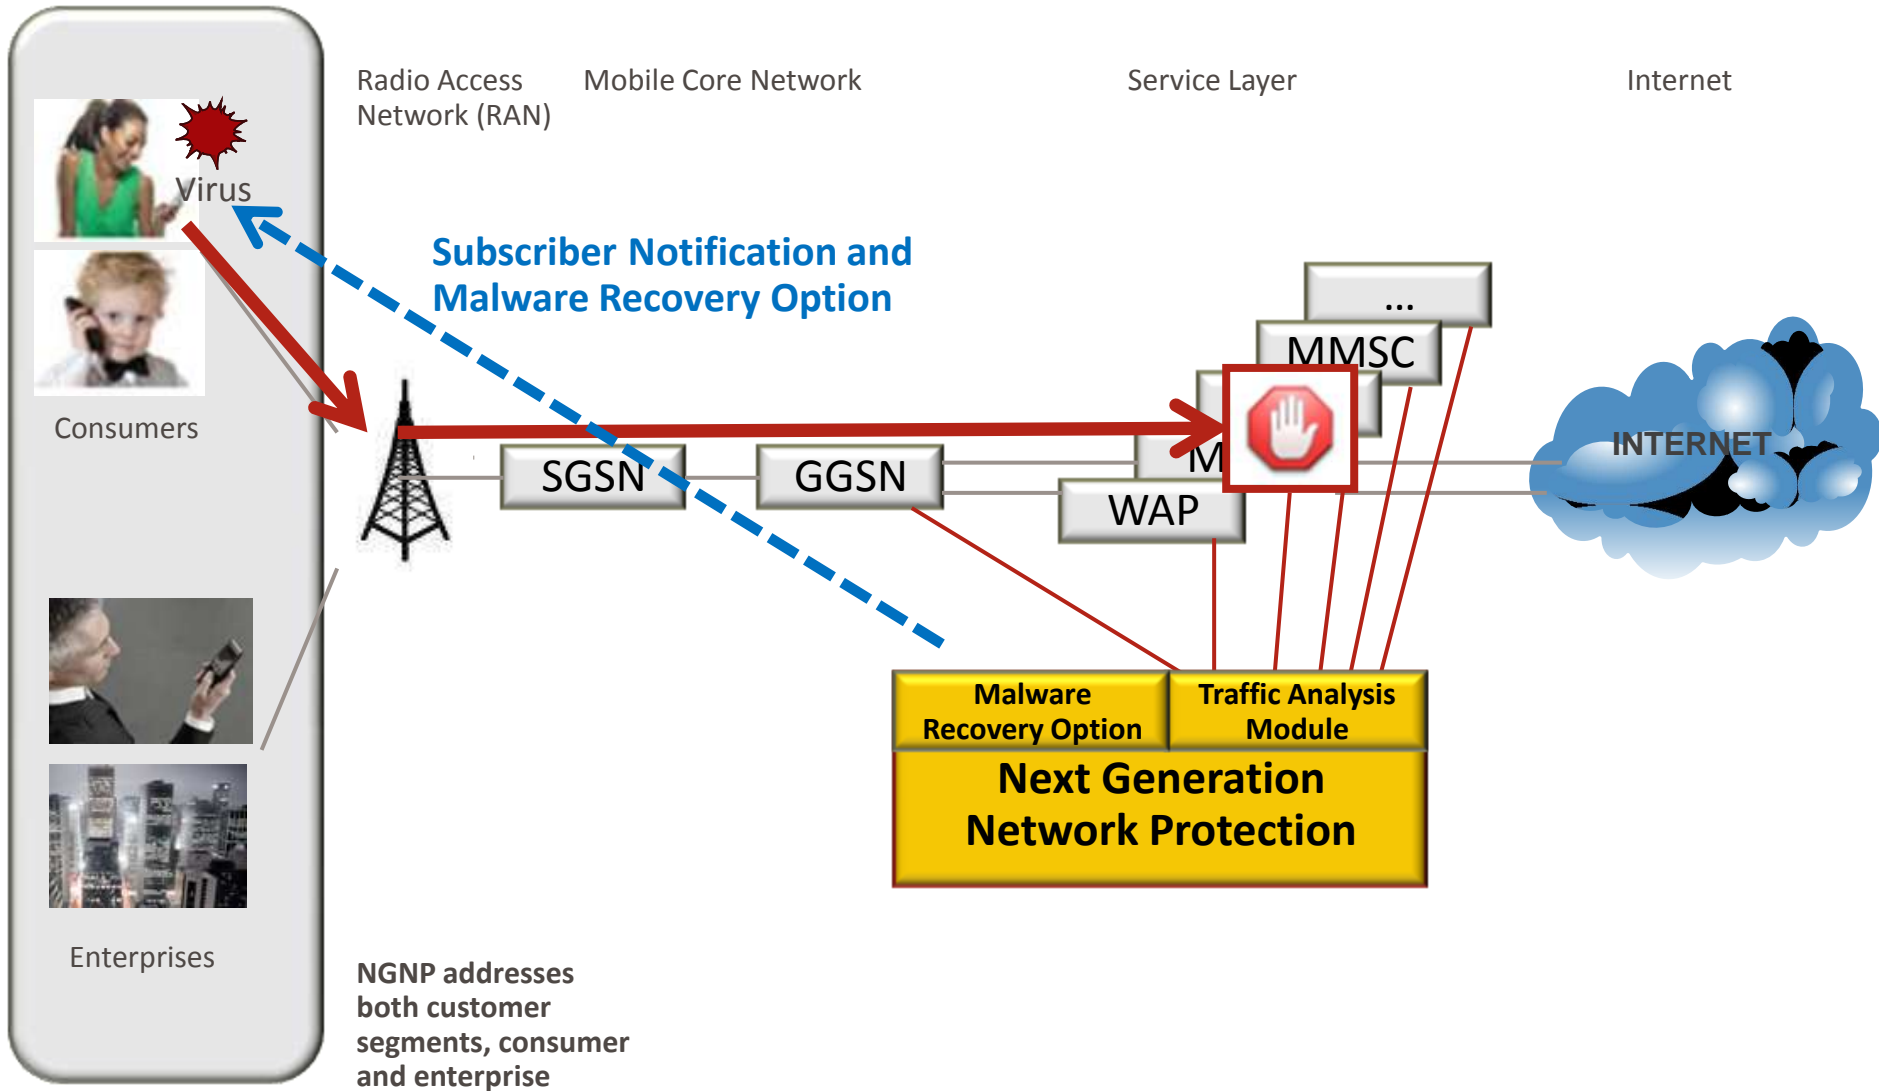 Radio Access
Network (RAN)
Mobile Core Network
Service Layer
Internet
Virus
Subscriber Notification and
Malware Recovery Option
Consumers
...
MMSC
M
WAP
SGSN
GGSN
INTERNET
Malware
Recovery Option
Traffic Analysis
Module
Next Generation
Network Protection
Enterprises
NGNP addresses
both customer
segments, consumer
and enterprise